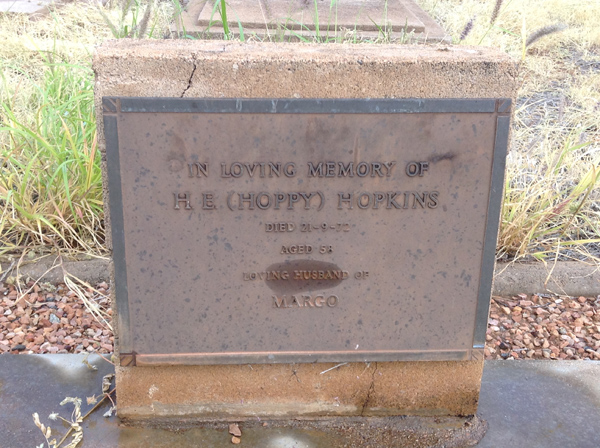 IN LOVING MEMORY OF
H. E. (HOPPY) HOPKINS
DIED 21-9-72
AGED 58
LOVING HUSBAND OF
MARGO